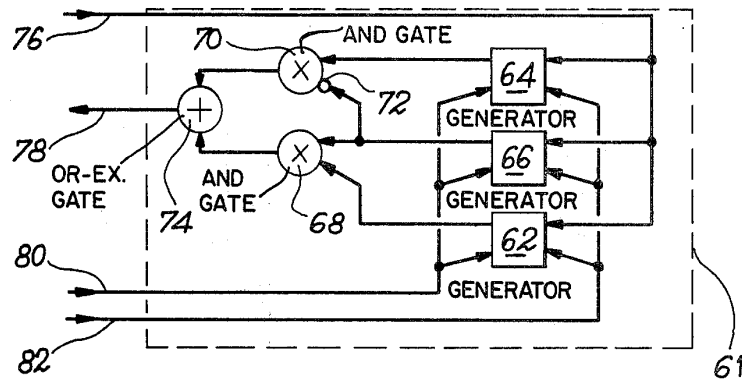 76
70
AND GATE
64
72
GENERATOR
78
OR-EX.
GATE
74
AND
GATE
68
66
GENERATOR
62
GENERATOR
80
82
61